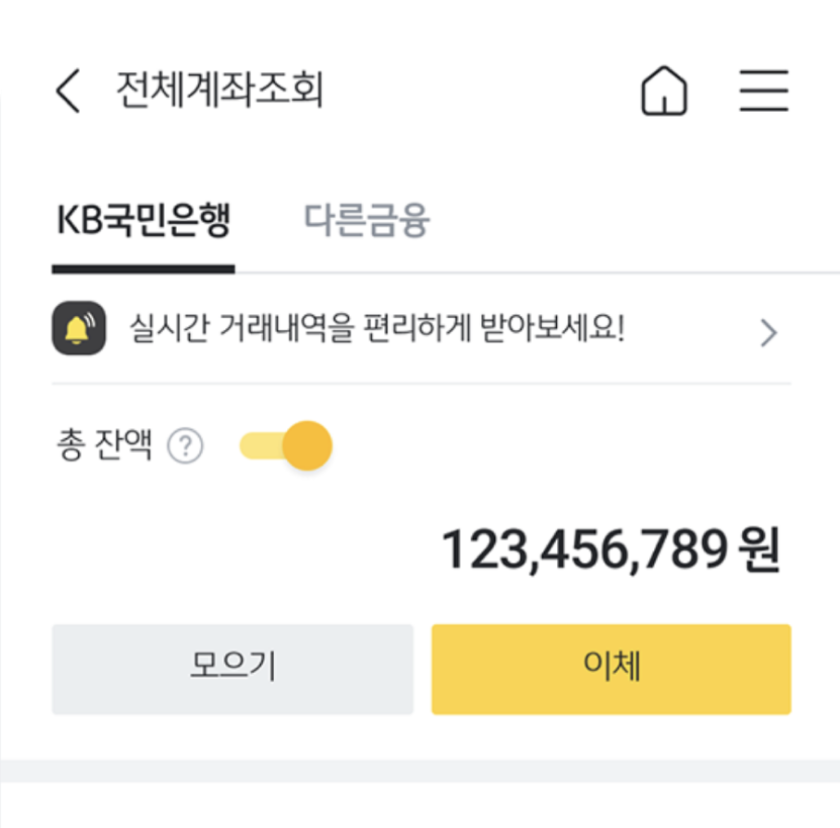 전체계좌조회
KB국민은행 다른금융
실시간 거래내역을 편리하게 받아보세요!
총 잔액 ?
123,456,789 원
모으기 이체